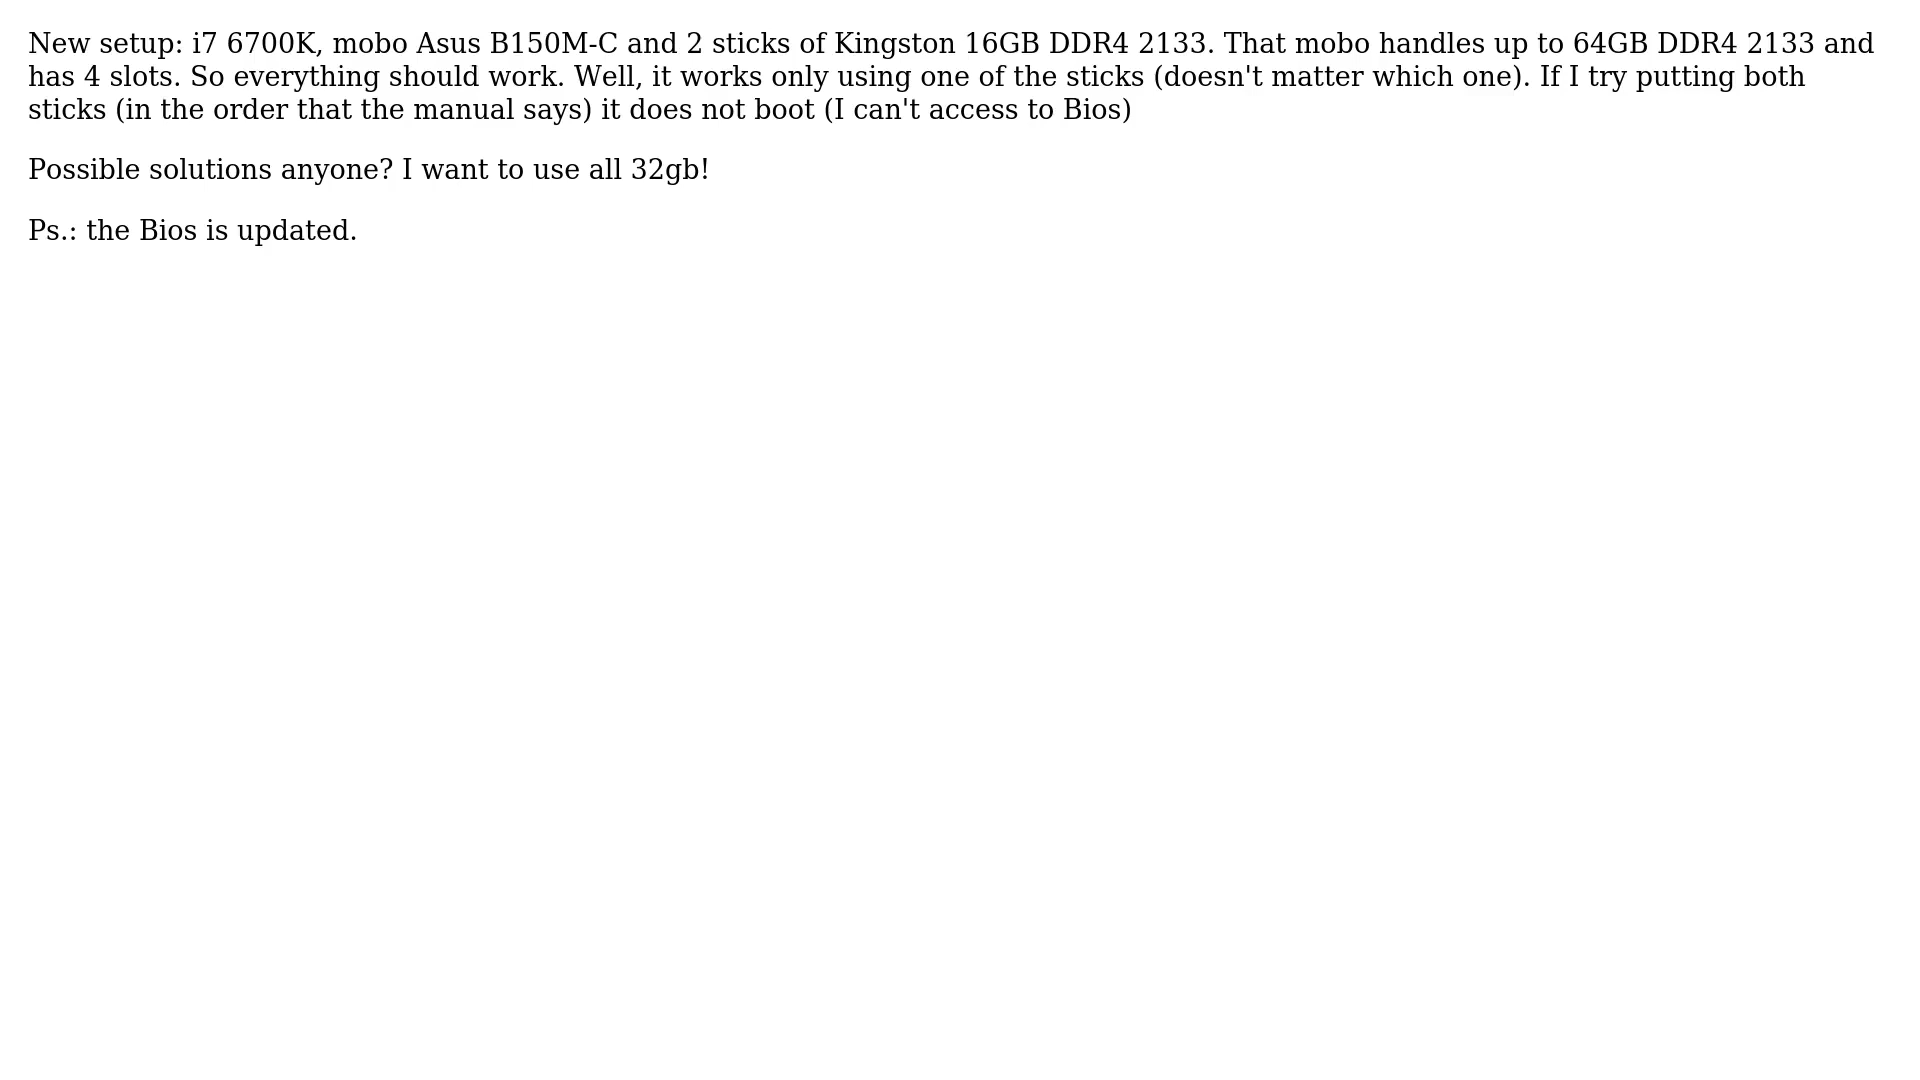 New setup: i7 6700K, mobo Asus B150M-C and 2 sticks of Kingston 16GB DDR4 2133. That mobo handles up to 64GB DDR4 2133 and
has 4 slots. So everything should work. Well, it works only using one of the sticks (doesn't matter which one). If I try putting both
sticks (in the order that the manual says) it does not boot (I can't access to Bios)
Possible solutions anyone? I want to use all 32gb!
Ps.: the Bios is updated.